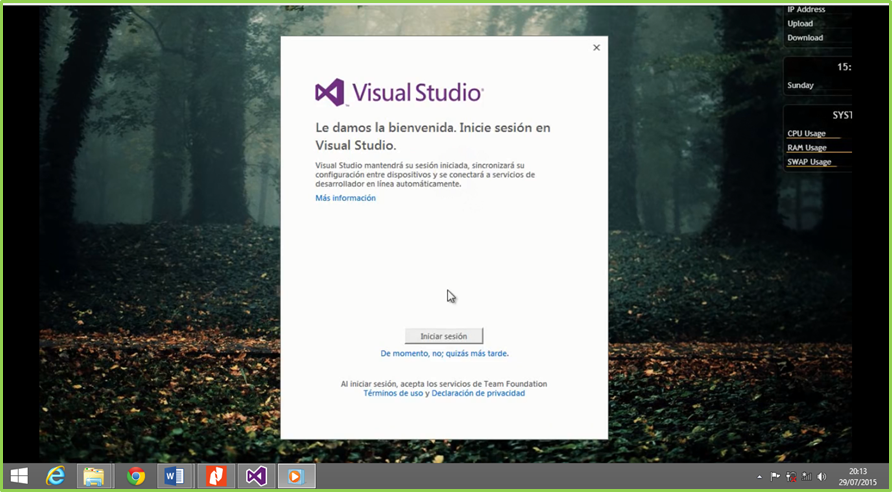 IP Address
Upload
Download
15:
Sunday
SYST
CPU Usage
RAM Usage
SWAP Usage
Visual Studio
Le damos la bienvenida. Inicie sesión en
Visual Studio.
Visual Studio mantendrá su sesión iniciada, sincronizará su
configuración entre dispositivos y se conectará a servicios de
desarrollador en línea automáticamente.
Más información
Iniciar sesión
De momento, no; quizás más tarde.
Al iniciar sesión, acepta los servicios de Team Foundation
Términos de uso y Declaración de privacidad
20:13
29/07/2015